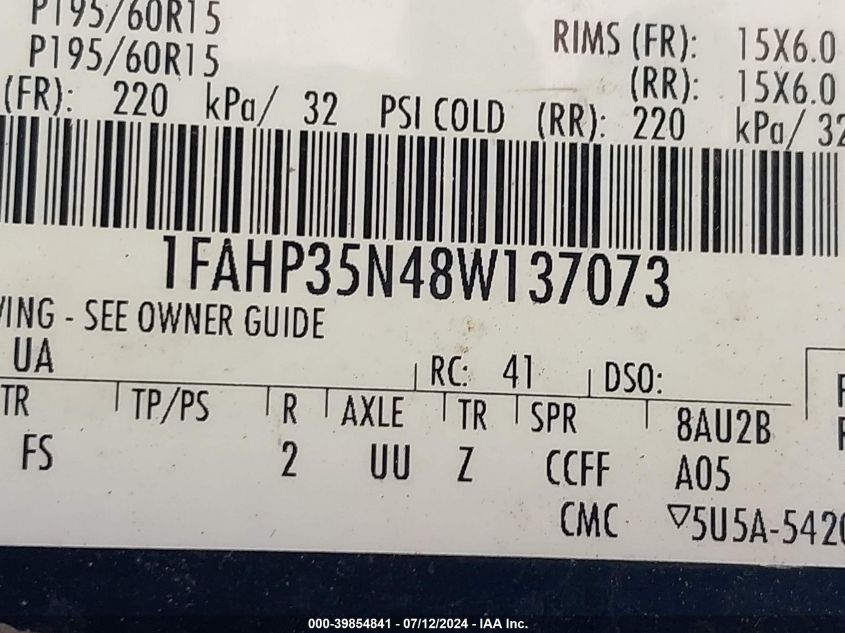 P195/60R15
P195/60R15 RIMS (FR): 15X6.0
(RR): 15X6.0
(FR): 220 kPa/ 32 PSI COLD (RR): 220 kPa/ 32
1FAHP35N48W137073
- SEE OWNER GUIDE
UA RC: 41 DSO:
TR TP/PS R AXLE TR SPR 8AU2B
FS 2 UU Z CCFF A05
CMC ▽5U5A-5420
000-39854841 - 07/12/2024 - IAA Inc.